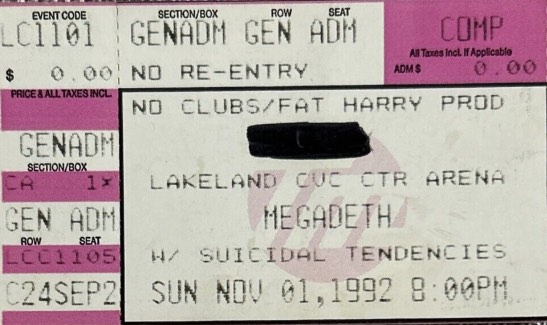 EVENT CODE SECTION/BOX ROW SEAT
LC1101 GENADM GEN ADM COMP
All Taxes Incl. If Applicable
$ 0.00 NO RE-ENTRY ADM $ 0.00
PRICE & ALL TAXES INCL.
NO CLUBS/FAT HARRY PROD
GENADM
SECTION/BOX
CA 1x LAKELAND CVC CTR ARENA
GEN ADM MEGADETH
ROW SEAT
LCC1105 W/ SUICIDAL TENDENCIES
C24SEP2 SUN NOV 01,1992 8:00PM